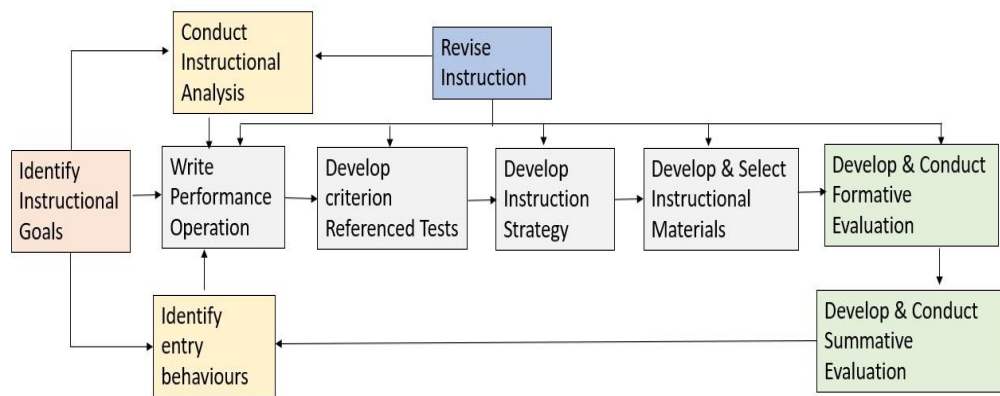 Conduct
Instructional
Analysis
Revise
Instruction
Identify
Instructional
Goals
Write
Performance
Operation
Develop
criterion
Referenced Tests
Develop
Instruction
Strategy
Develop & Select
Instructional
Materials
Develop & Conduct
Formative
Evaluation
Identify
entry
behaviours
Develop & Conduct
Summative
Evaluation